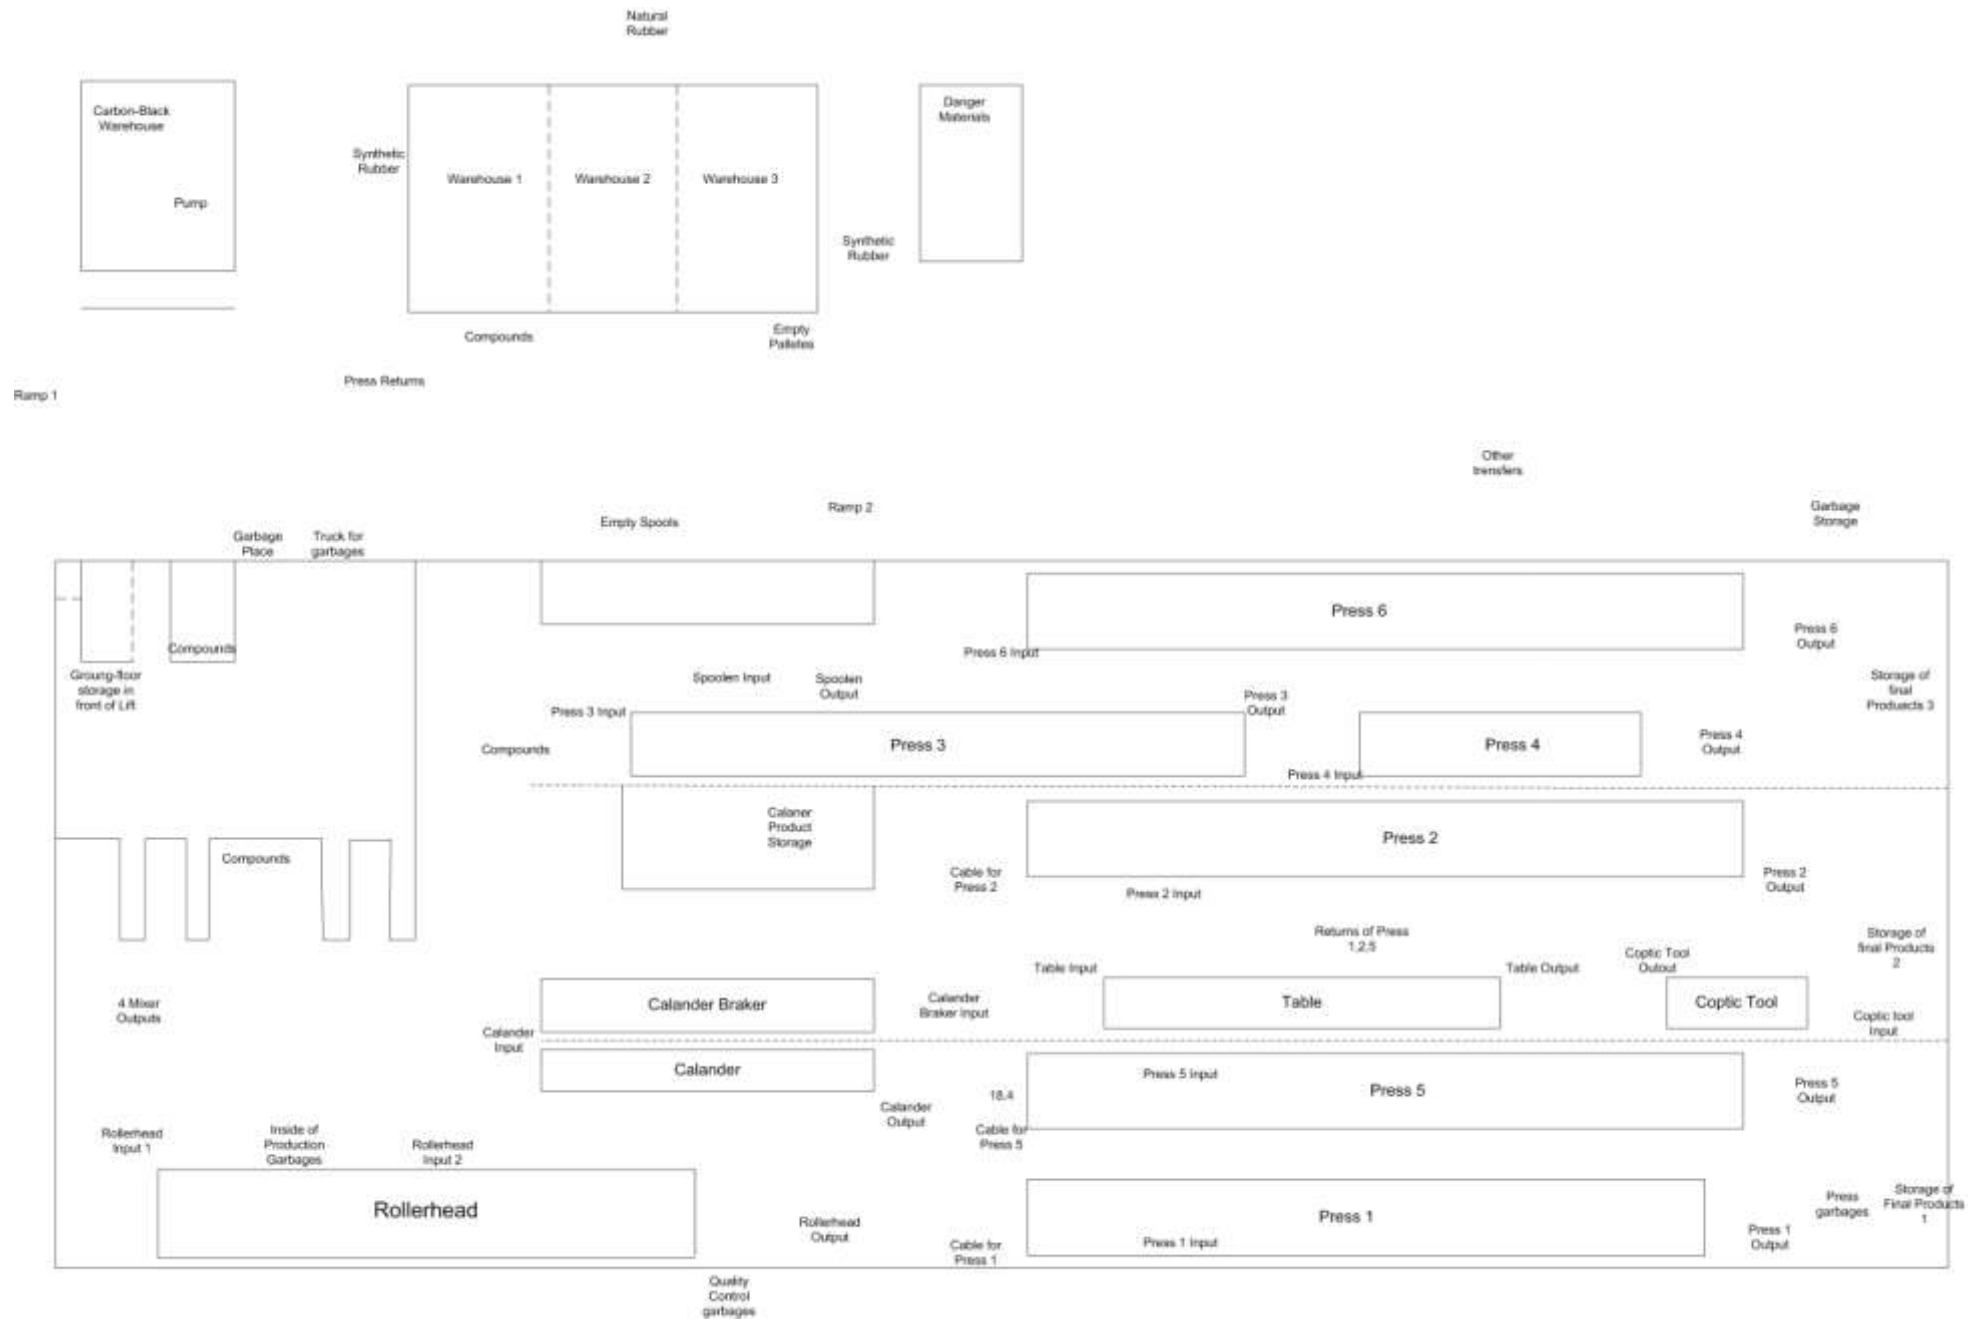 Natural
Rubber
Carbon-Black
Warehouse
Danger
Materials
Synthetic
Rubber
Warehouse 1
Warehouse 2
Warehouse 3
Pump
Synthetic
Rubber
Compounds
Empty
Palletes
Press Returns
Ramp 1
Other
trensfers
Ramp 2
Garbage
Storage
Empty Spools
Garbage
Place
Truck for
garbages
Press 6
Press 6
Output
Compounds
Press 6 Input
Groung-floor
storage in
front of Lift
Spoolen Input
Spoolen
Output
Storage of
final
Produects 3
Press 3 Input
Press 3
Output
Compounds
Press 3
Press 4
Press 4
Output
Press 4 Input
Calaner
Product
Storage
Press 2
Compounds
Cable for
Press 2
Press 2 Input
Press 2
Output
Returns of Press
1,2,5
Storage of
final Products
2
Table Input
Table Output
Coptic Tool
Outout
4 Mixer
Outputs
Calander Braker
Calander
Braker Input
Table
Coptic Tool
Coptic tool
Input
Calander
Input
Calander
Press 5 Input
Press 5
Press 5
Output
18,4
Calander
Output
Cable for
Press 5
Rollerhead
Input 1
Inside of
Production
Garbages
Rollerhead
Input 2
Rollerhead
Rollerhead
Output
Press 1
Press 1 Input
Cable for
Press 1
Press
garbages
Storage of
Final Products
1
Press 1
Output
Quality
Control
garbages